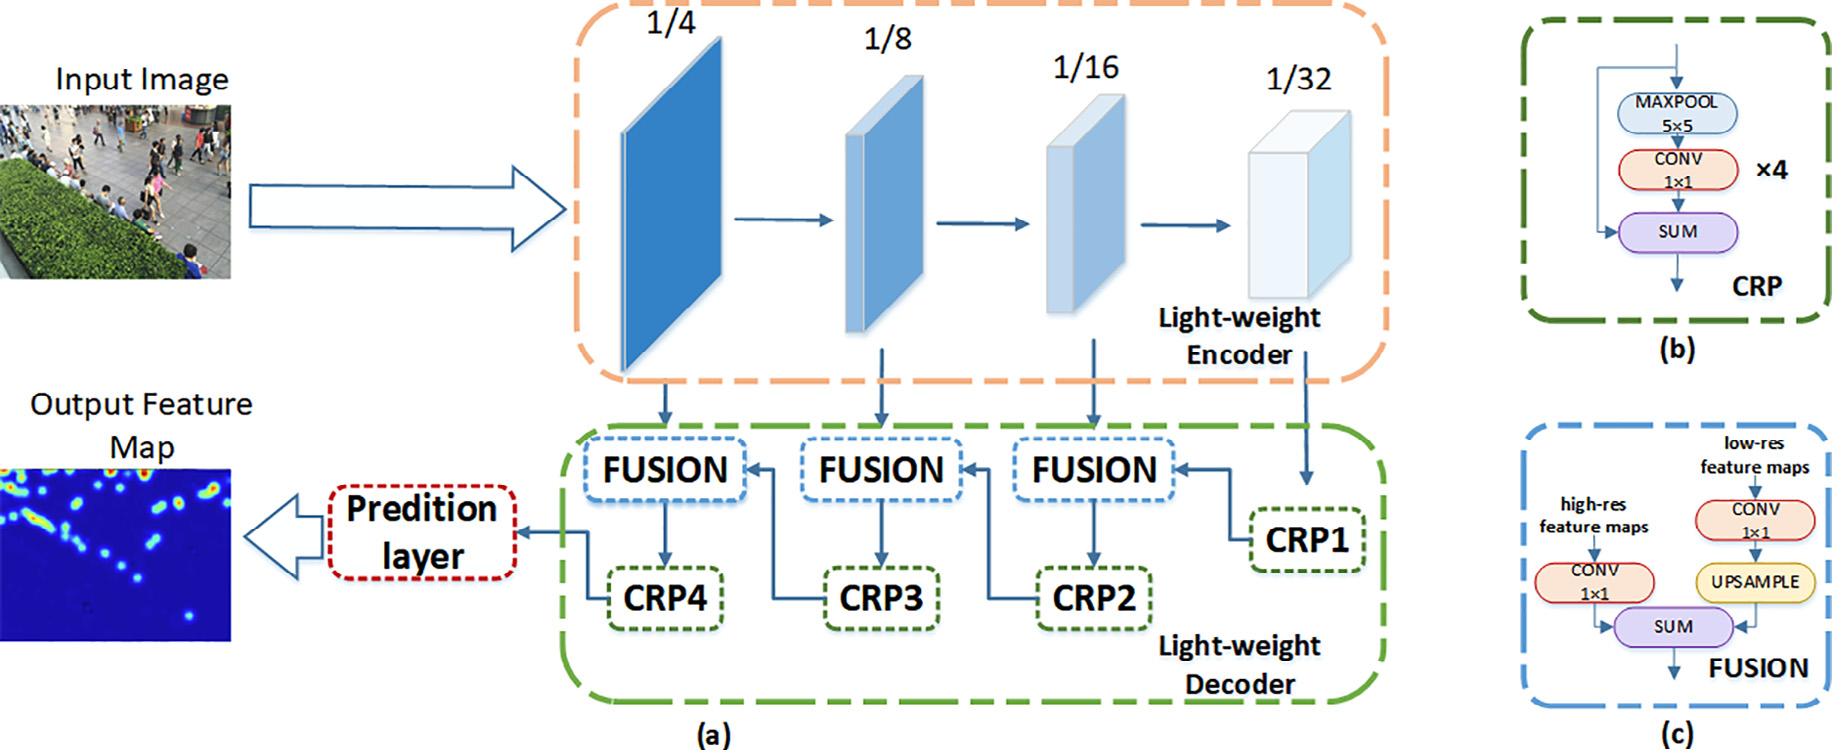 Input Image
1/4
1/8
1/16
1/32
Light-weight
Encoder
Output Feature
Map
Predition
layer
FUSION
FUSION
FUSION
CRP4
CRP3
CRP2
CRP1
Light-weight
Decoder
(a)
MAXPOOL
5×5
CONV
1×1
×4
SUM
CRP
(b)
low-res
feature maps
high-res
feature maps
CONV
1×1
CONV
1×1
UPSAMPLE
SUM
FUSION
(c)